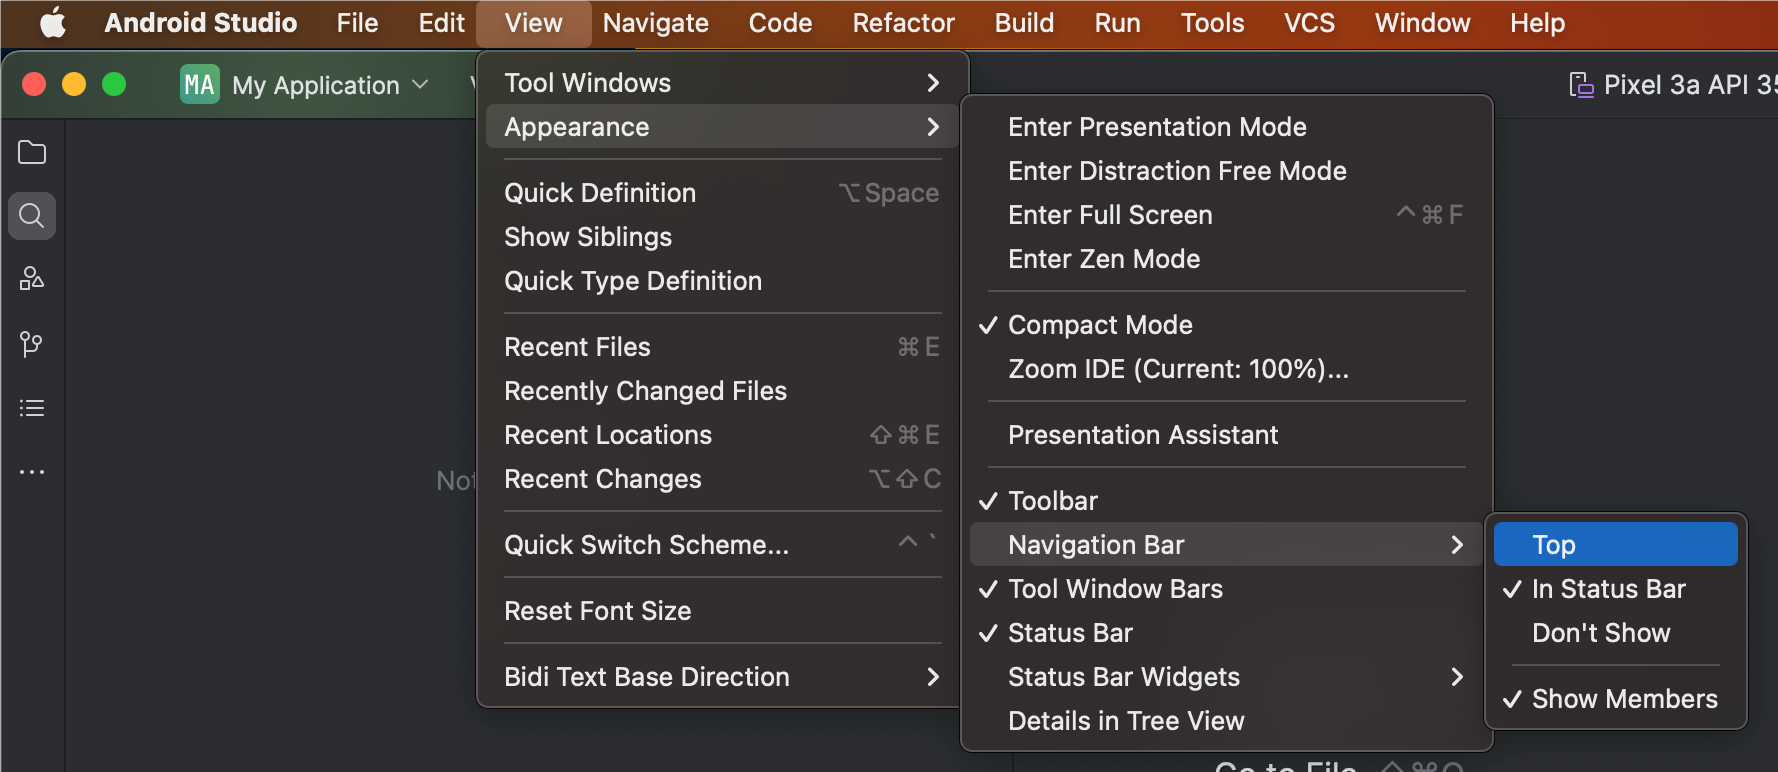 Android Studio File Edit View Navigate Code Refactor Build Run Tools VCS Window Help
MA My Application
Pixel 3a API 35
Tool Windows
Appearance
Quick Definition ⌥Space
Show Siblings
Quick Type Definition
Recent Files ⌘E
Recently Changed Files
Recent Locations ⇧⌘E
Recent Changes ⌥⇧C
Quick Switch Scheme... ^`
Reset Font Size
Bidi Text Base Direction
Not
Enter Presentation Mode
Enter Distraction Free Mode
Enter Full Screen ^⌘F
Enter Zen Mode
✓ Compact Mode
Zoom IDE (Current: 100%)...
Presentation Assistant
✓ Toolbar
Navigation Bar
✓ Tool Window Bars
✓ Status Bar
Status Bar Widgets
Details in Tree View
Top
✓ In Status Bar
Don't Show
✓ Show Members
Go to File ⇧⌘O